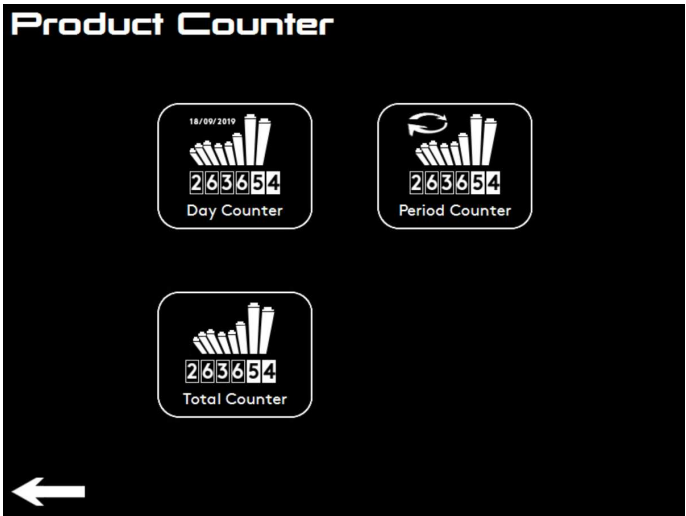 Product Counter
18/09/2019
263654
Day Counter
263654
Period Counter
263654
Total Counter